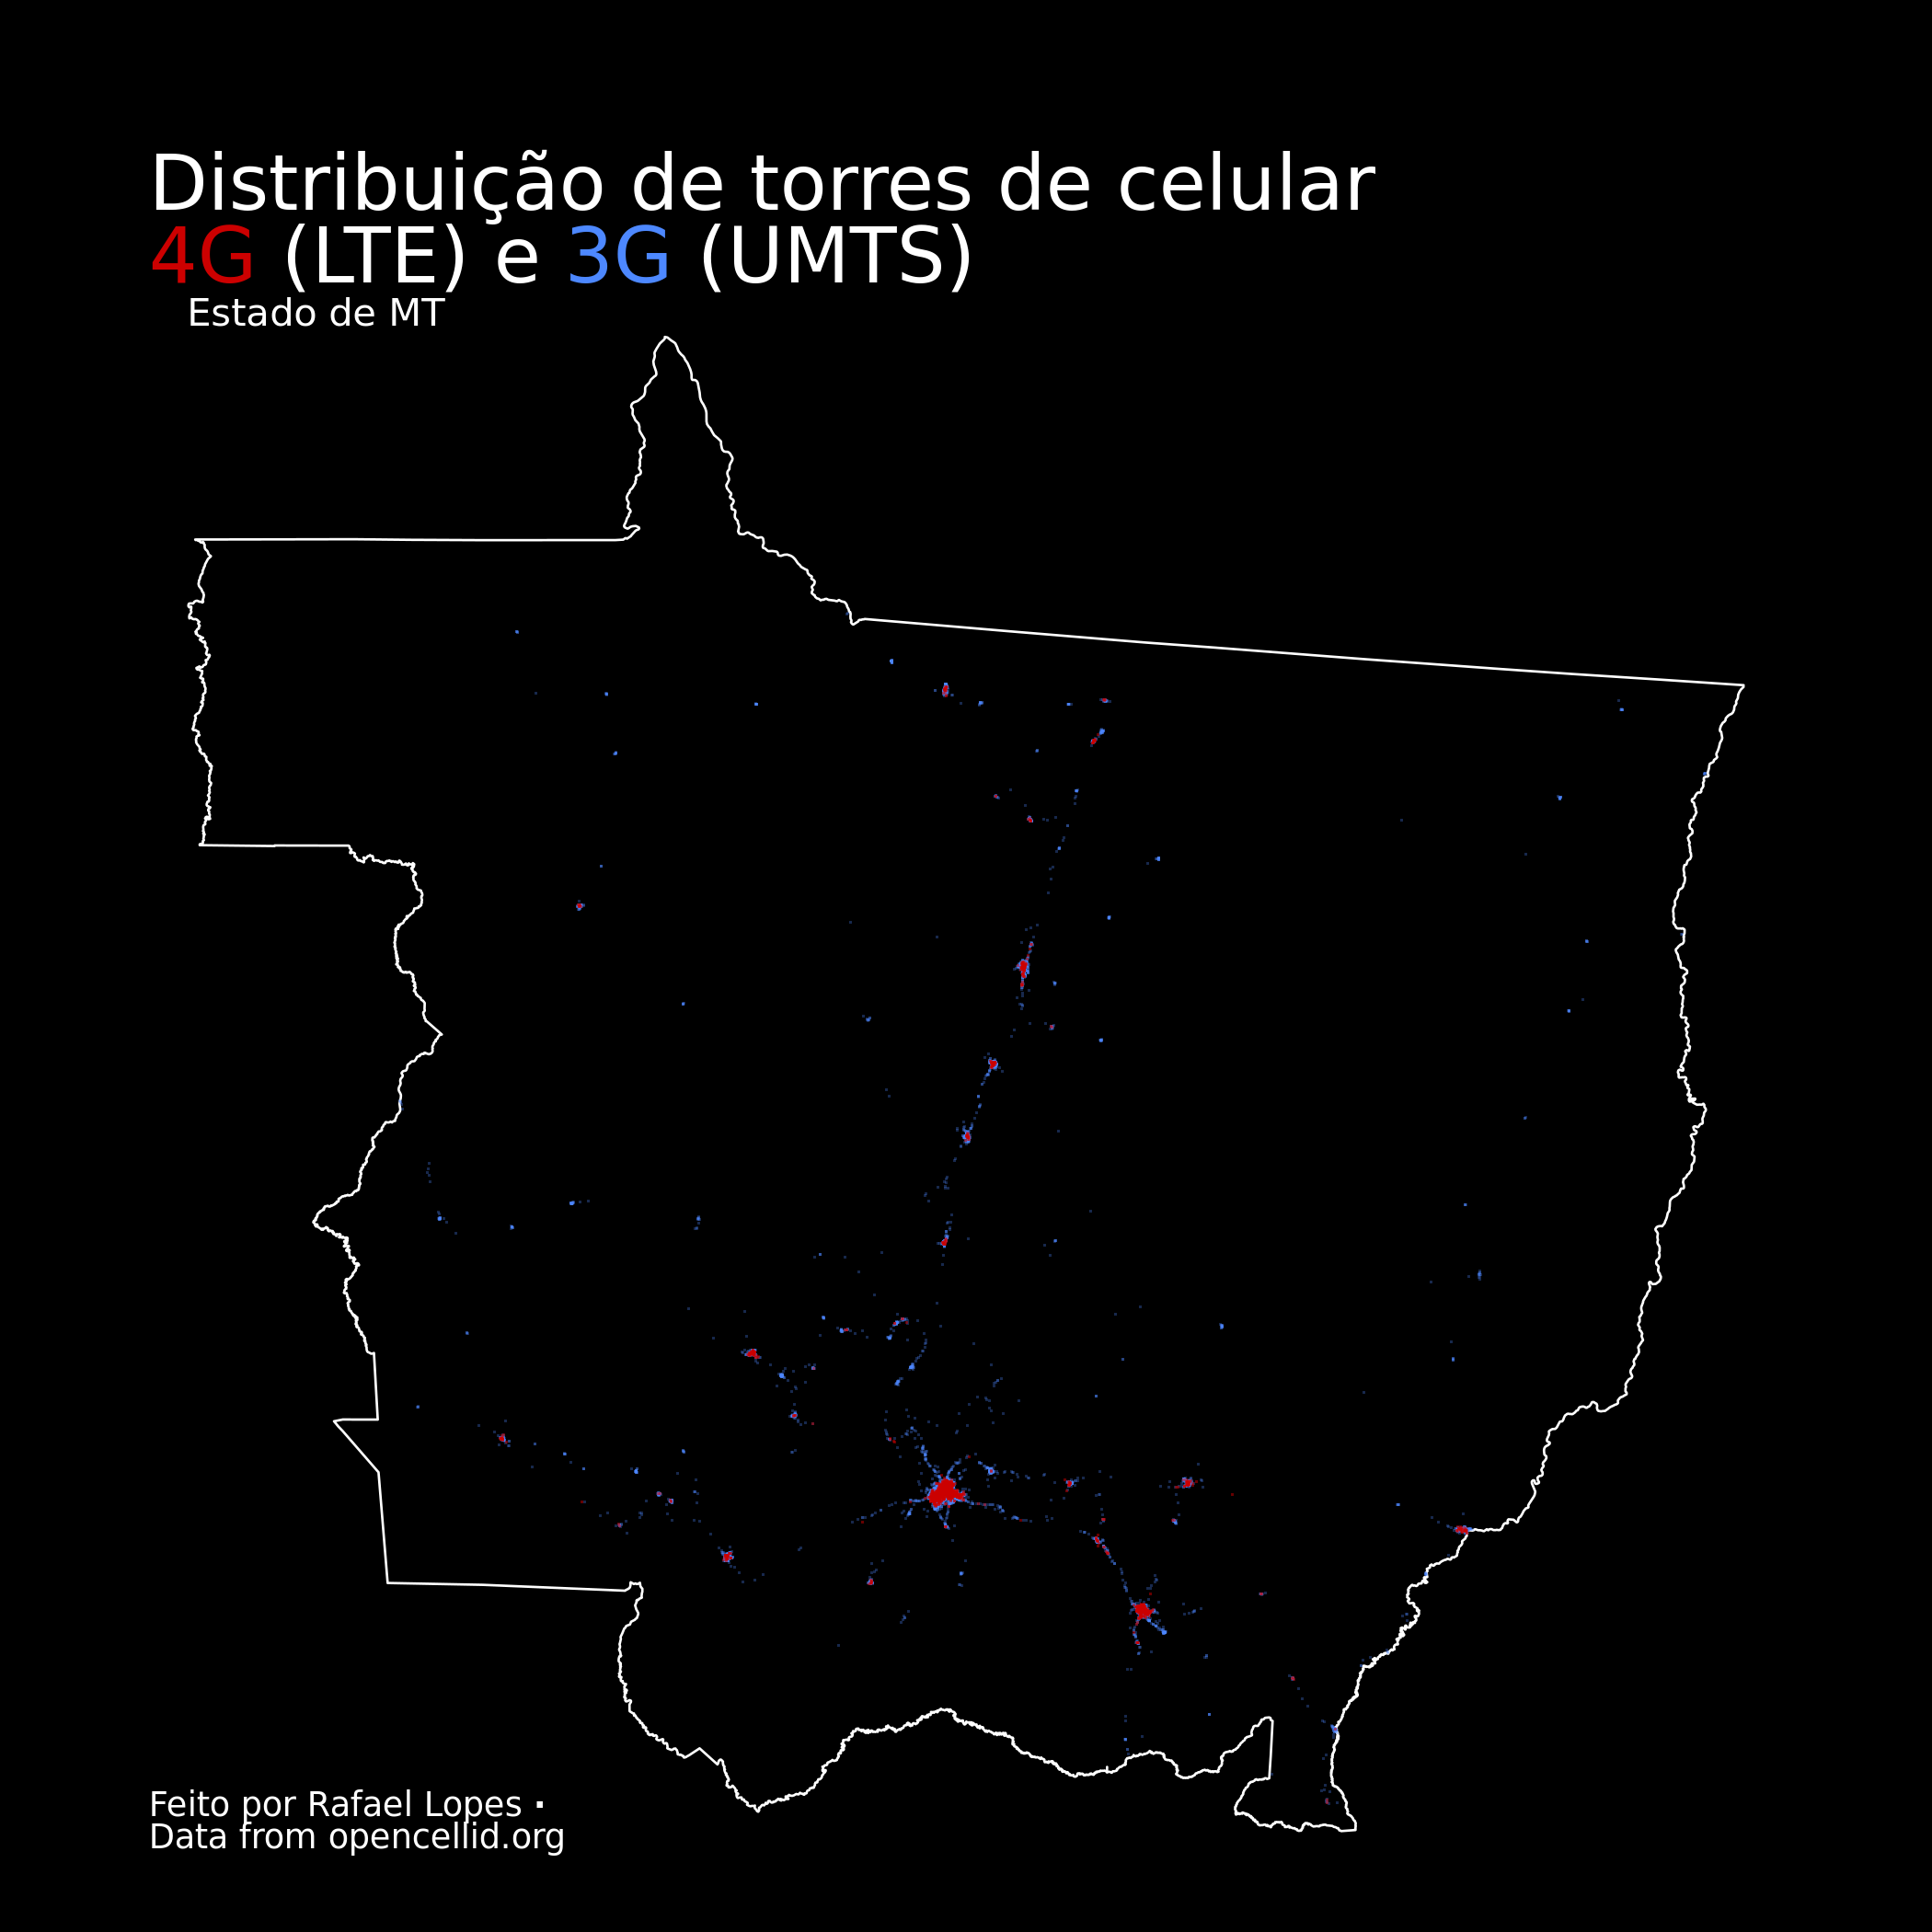 Distribuição de torres de celular
4G (LTE) e 3G (UMTS)
Estado de MT
Feito por Rafael Lopes ·
Data from opencellid.org